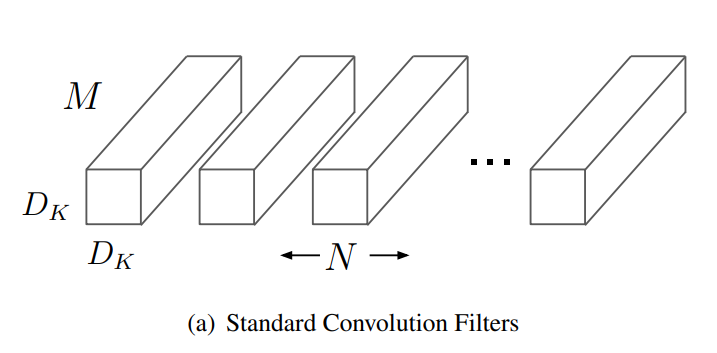 M
D_K
D_K
N
...
(a) Standard Convolution Filters